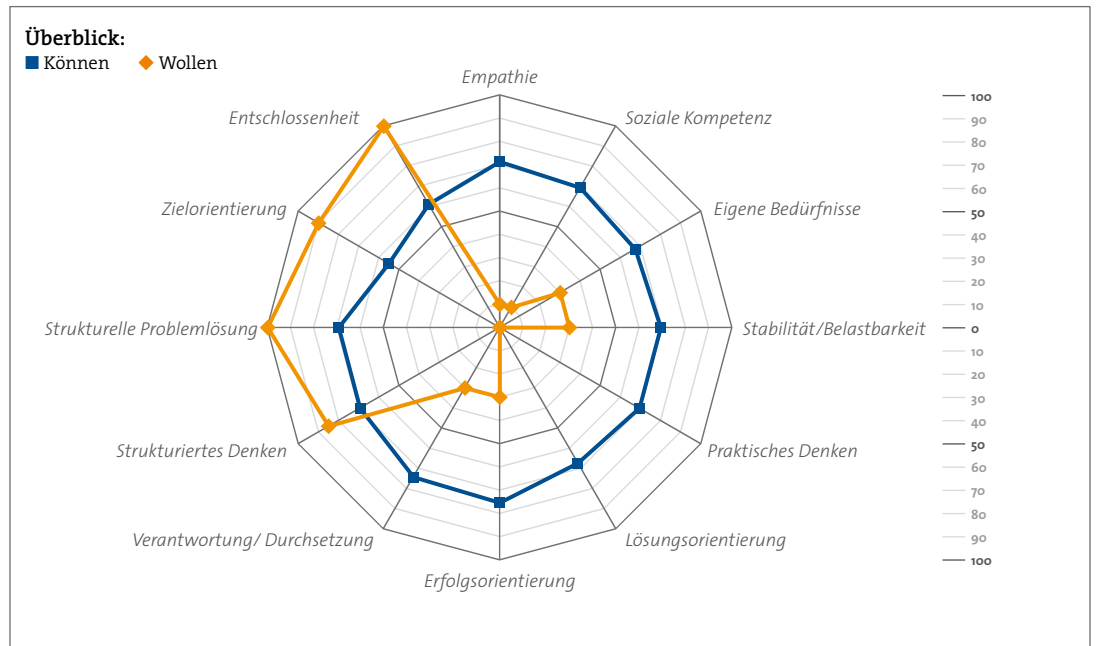 Überblick:
Können Wollen
Empathie
Entschlossenheit
Soziale Kompetenz
Zielorientierung
Eigene Bedürfnisse
Strukturelle Problemlösung
Stabilität/Belastbarkeit
Strukturiertes Denken
Praktisches Denken
Verantwortung/ Durchsetzung
Lösungsorientierung
Erfolgsorientierung
100
90
80
70
60
50
40
30
20
10
0
10
20
30
40
50
60
70
80
90
100